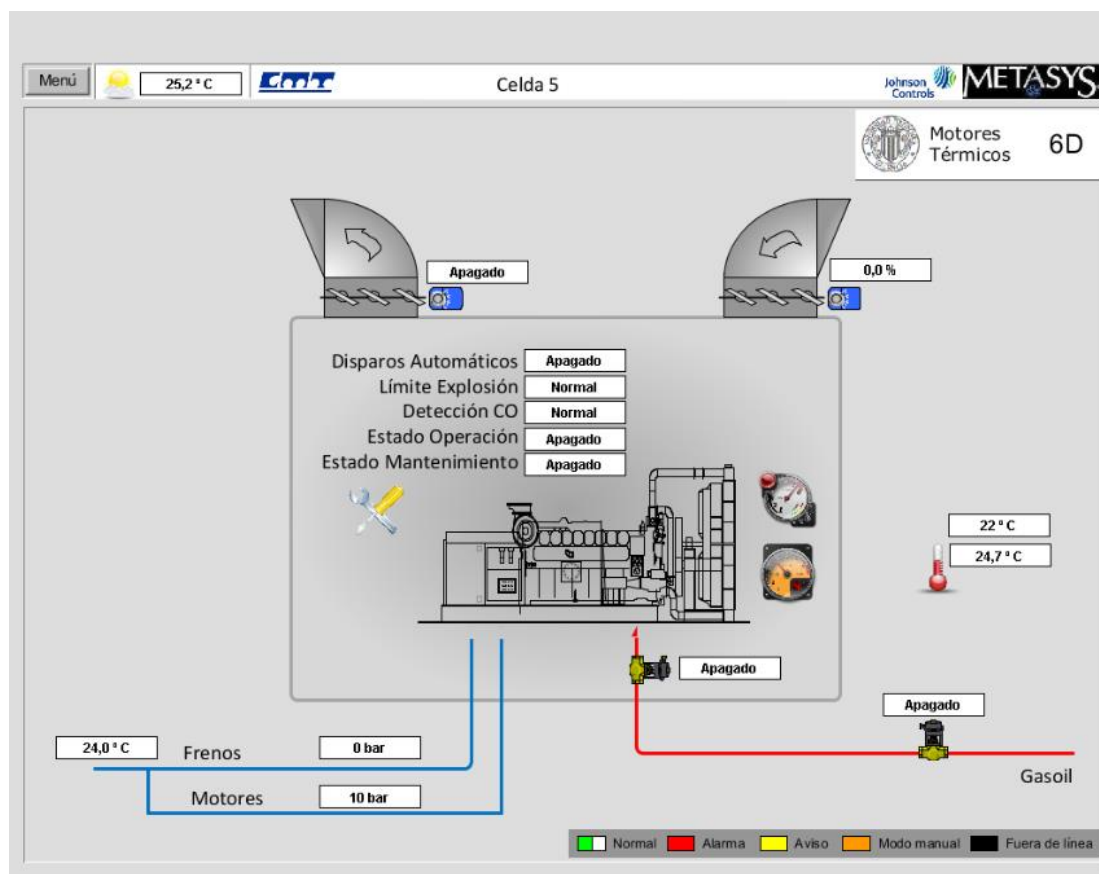 Menú
25,2 º C
cmt
Celda 5
Johnson
Controls
METASYS
Motores
Térmicos
6D
Apagado
0,0 %
Disparos Automáticos Apagado
Límite Explosión Normal
Detección CO Normal
Estado Operación Apagado
Estado Mantenimiento Apagado
22 º C
24,7 º C
Apagado
Apagado
24,0 º C Frenos 0 bar
Motores 10 bar
Gasoil
Normal Alarma Aviso Modo manual Fuera de línea